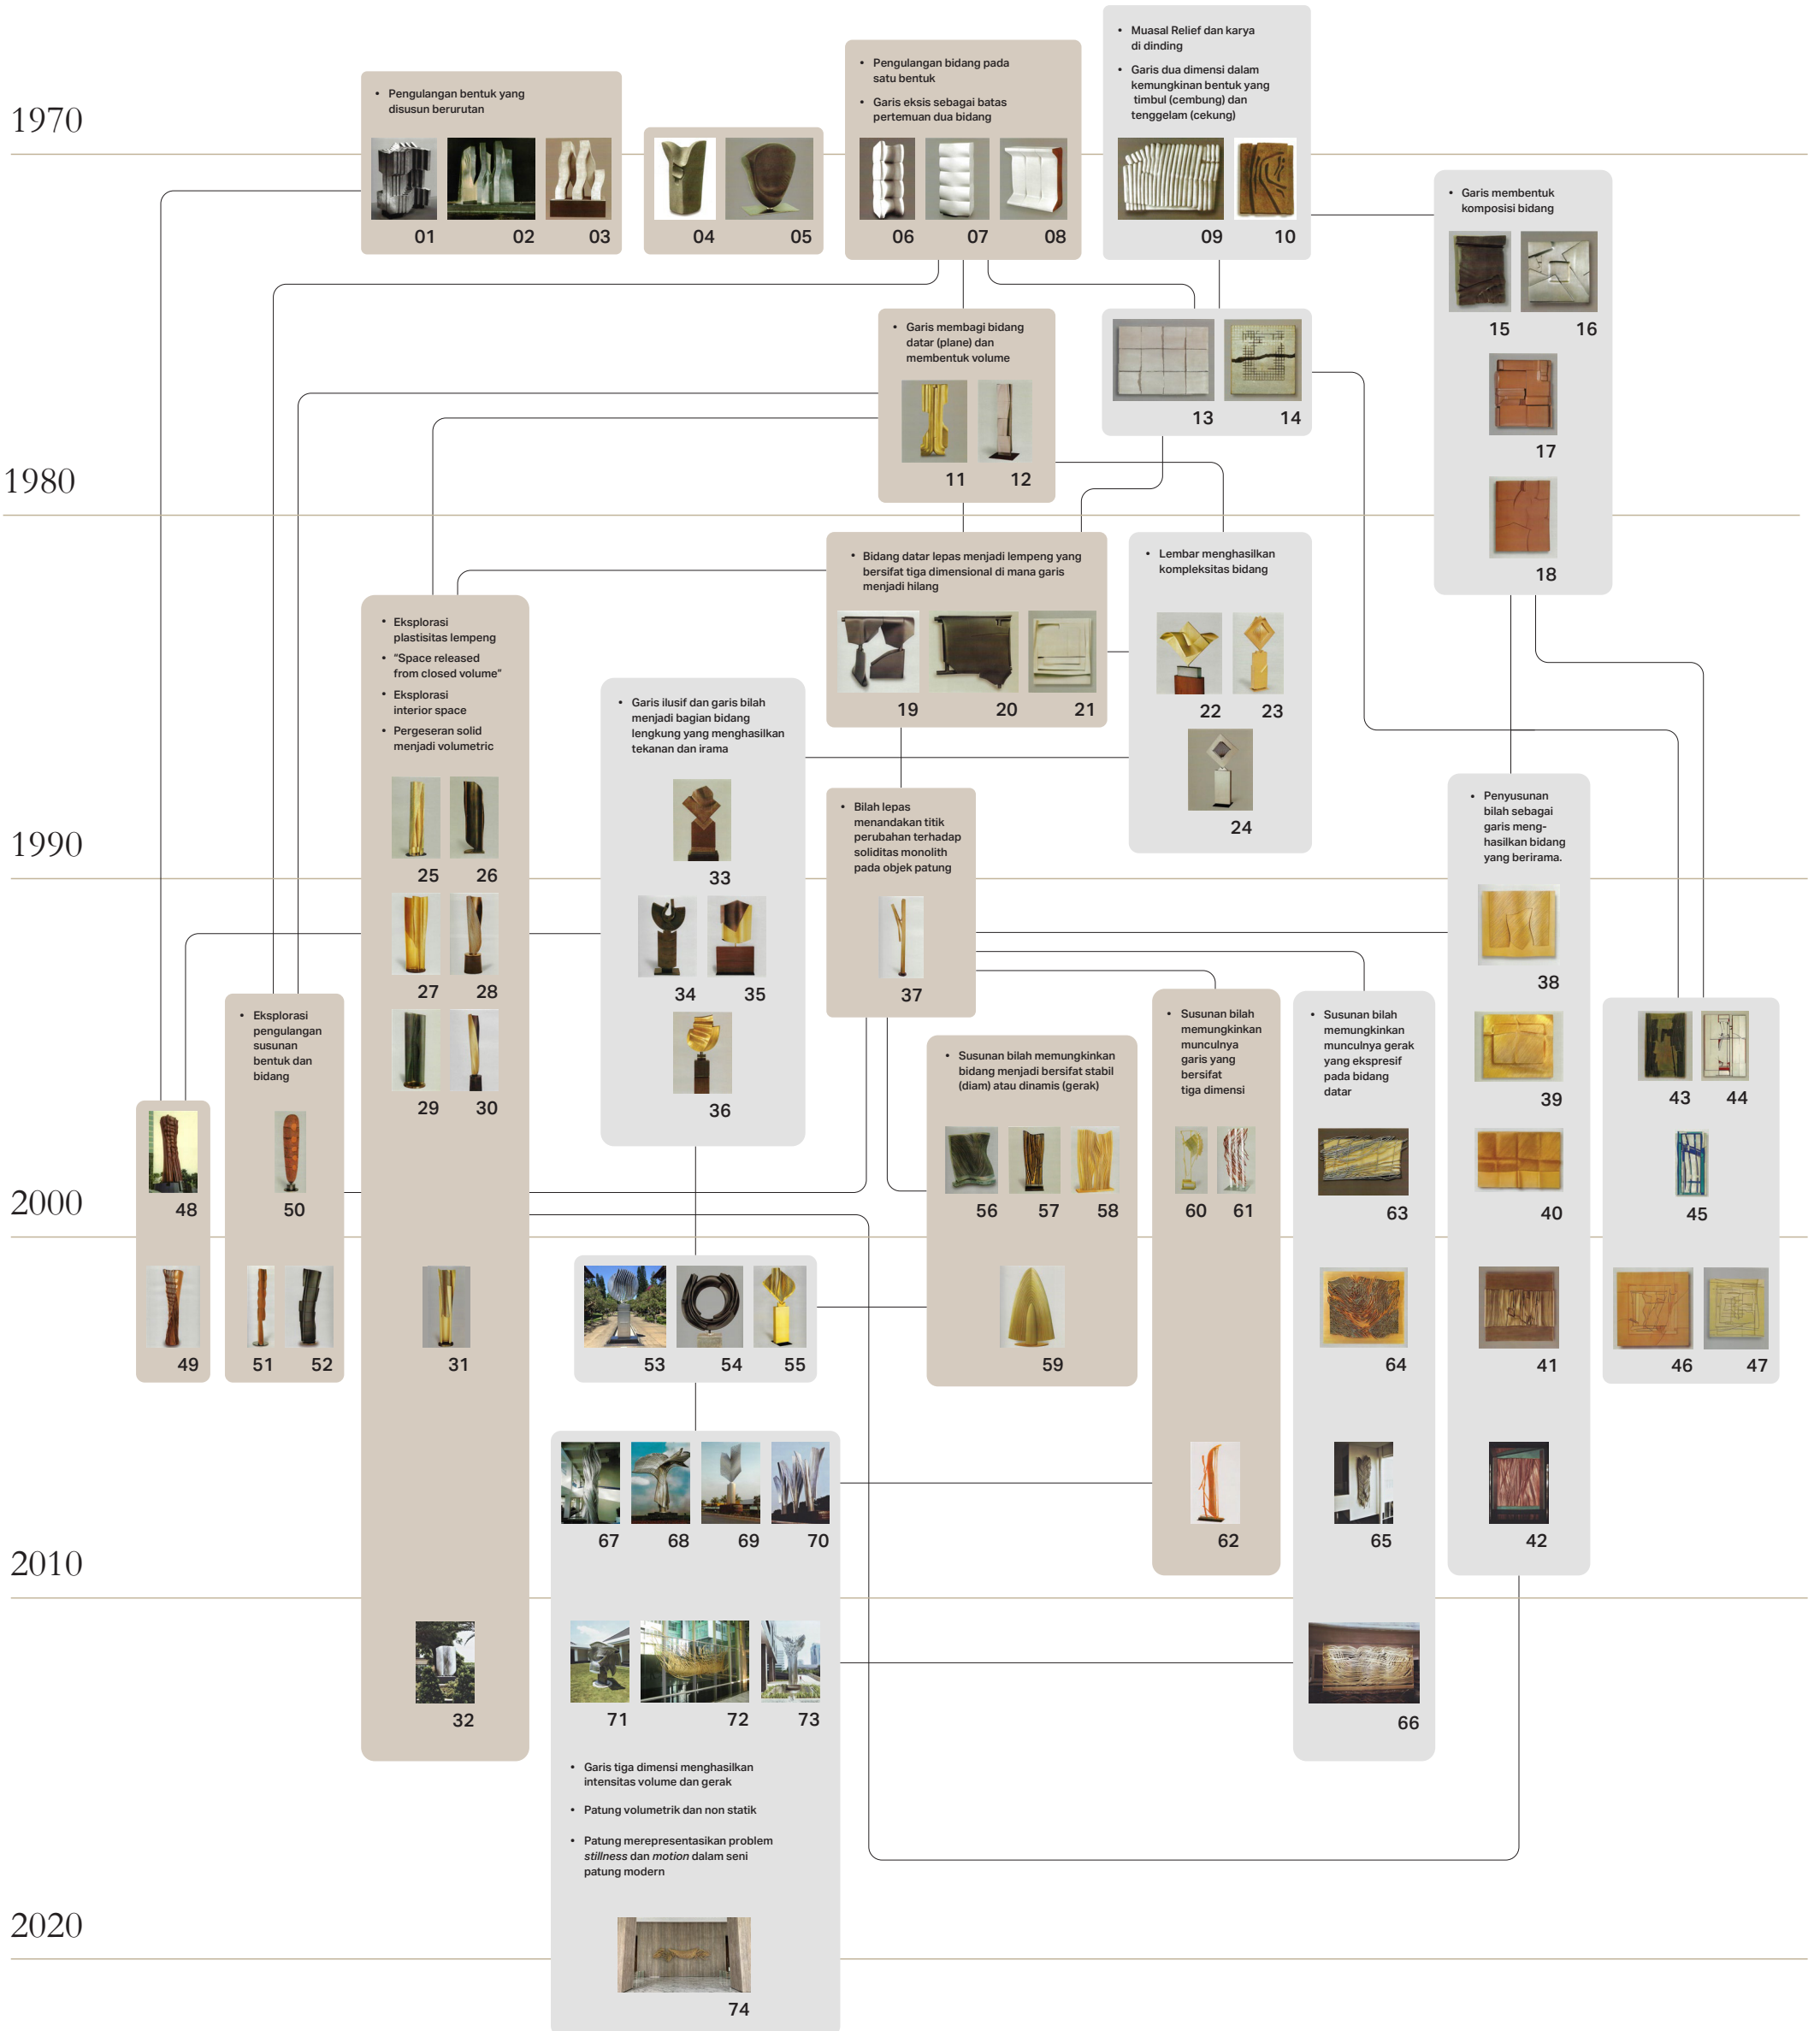 1970
• Pengulangan bentuk yang
disusun berurutan
01
02
03
04
05
• Pengulangan bidang pada
satu bentuk
• Garis eksis sebagai batas
pertemuan dua bidang
06
07
08
• Muasal Relief dan karya
di dinding
• Garis dua dimensi dalam
kemungkinan bentuk yang
timbul (cembung) dan
tenggelam (cekung)
09
10
• Garis membentuk
komposisi bidang
15
16
17
18
• Garis membagi bidang
datar (plane) dan
membentuk volume
11
12
13
14
1980
• Bidang datar lepas menjadi lempeng yang
bersifat tiga dimensional di mana garis
menjadi hilang
19
20
21
• Lembar menghasilkan
kompleksitas bidang
22
23
24
• Eksplorasi
plastisitas lempeng
• "Space released
from closed volume"
• Eksplorasi
interior space
• Pergeseran solid
menjadi volumetric
25
26
27
28
29
30
31
32
• Garis ilusif dan garis bilah
menjadi bagian bidang
lengkung yang menghasilkan
tekanan dan irama
33
34
35
36
• Bilah lepas
menandakan titik
perubahan terhadap
soliditas monolith
pada objek patung
37
• Penyusunan
bilah sebagai
garis meng-
hasilkan bidang
yang berirama.
38
39
40
41
42
1990
• Eksplorasi
pengulangan
susunan
bentuk dan
bidang
50
51
52
48
49
• Susunan bilah memungkinkan
bidang menjadi bersifat stabil
(diam) atau dinamis (gerak)
56
57
58
59
• Susunan bilah
memungkinkan
munculnya
garis yang
bersifat
tiga dimensi
60
61
62
• Susunan bilah
memungkinkan
munculnya gerak
yang ekspresif
pada bidang
datar
63
64
65
66
43
44
45
46
47
2000
53
54
55
67
68
69
70
2010
71
72
73
• Garis tiga dimensi menghasilkan
intensitas volume dan gerak
• Patung volumetrik dan non statik
• Patung merepresentasikan problem
stillness dan motion dalam seni
patung modern
74
2020